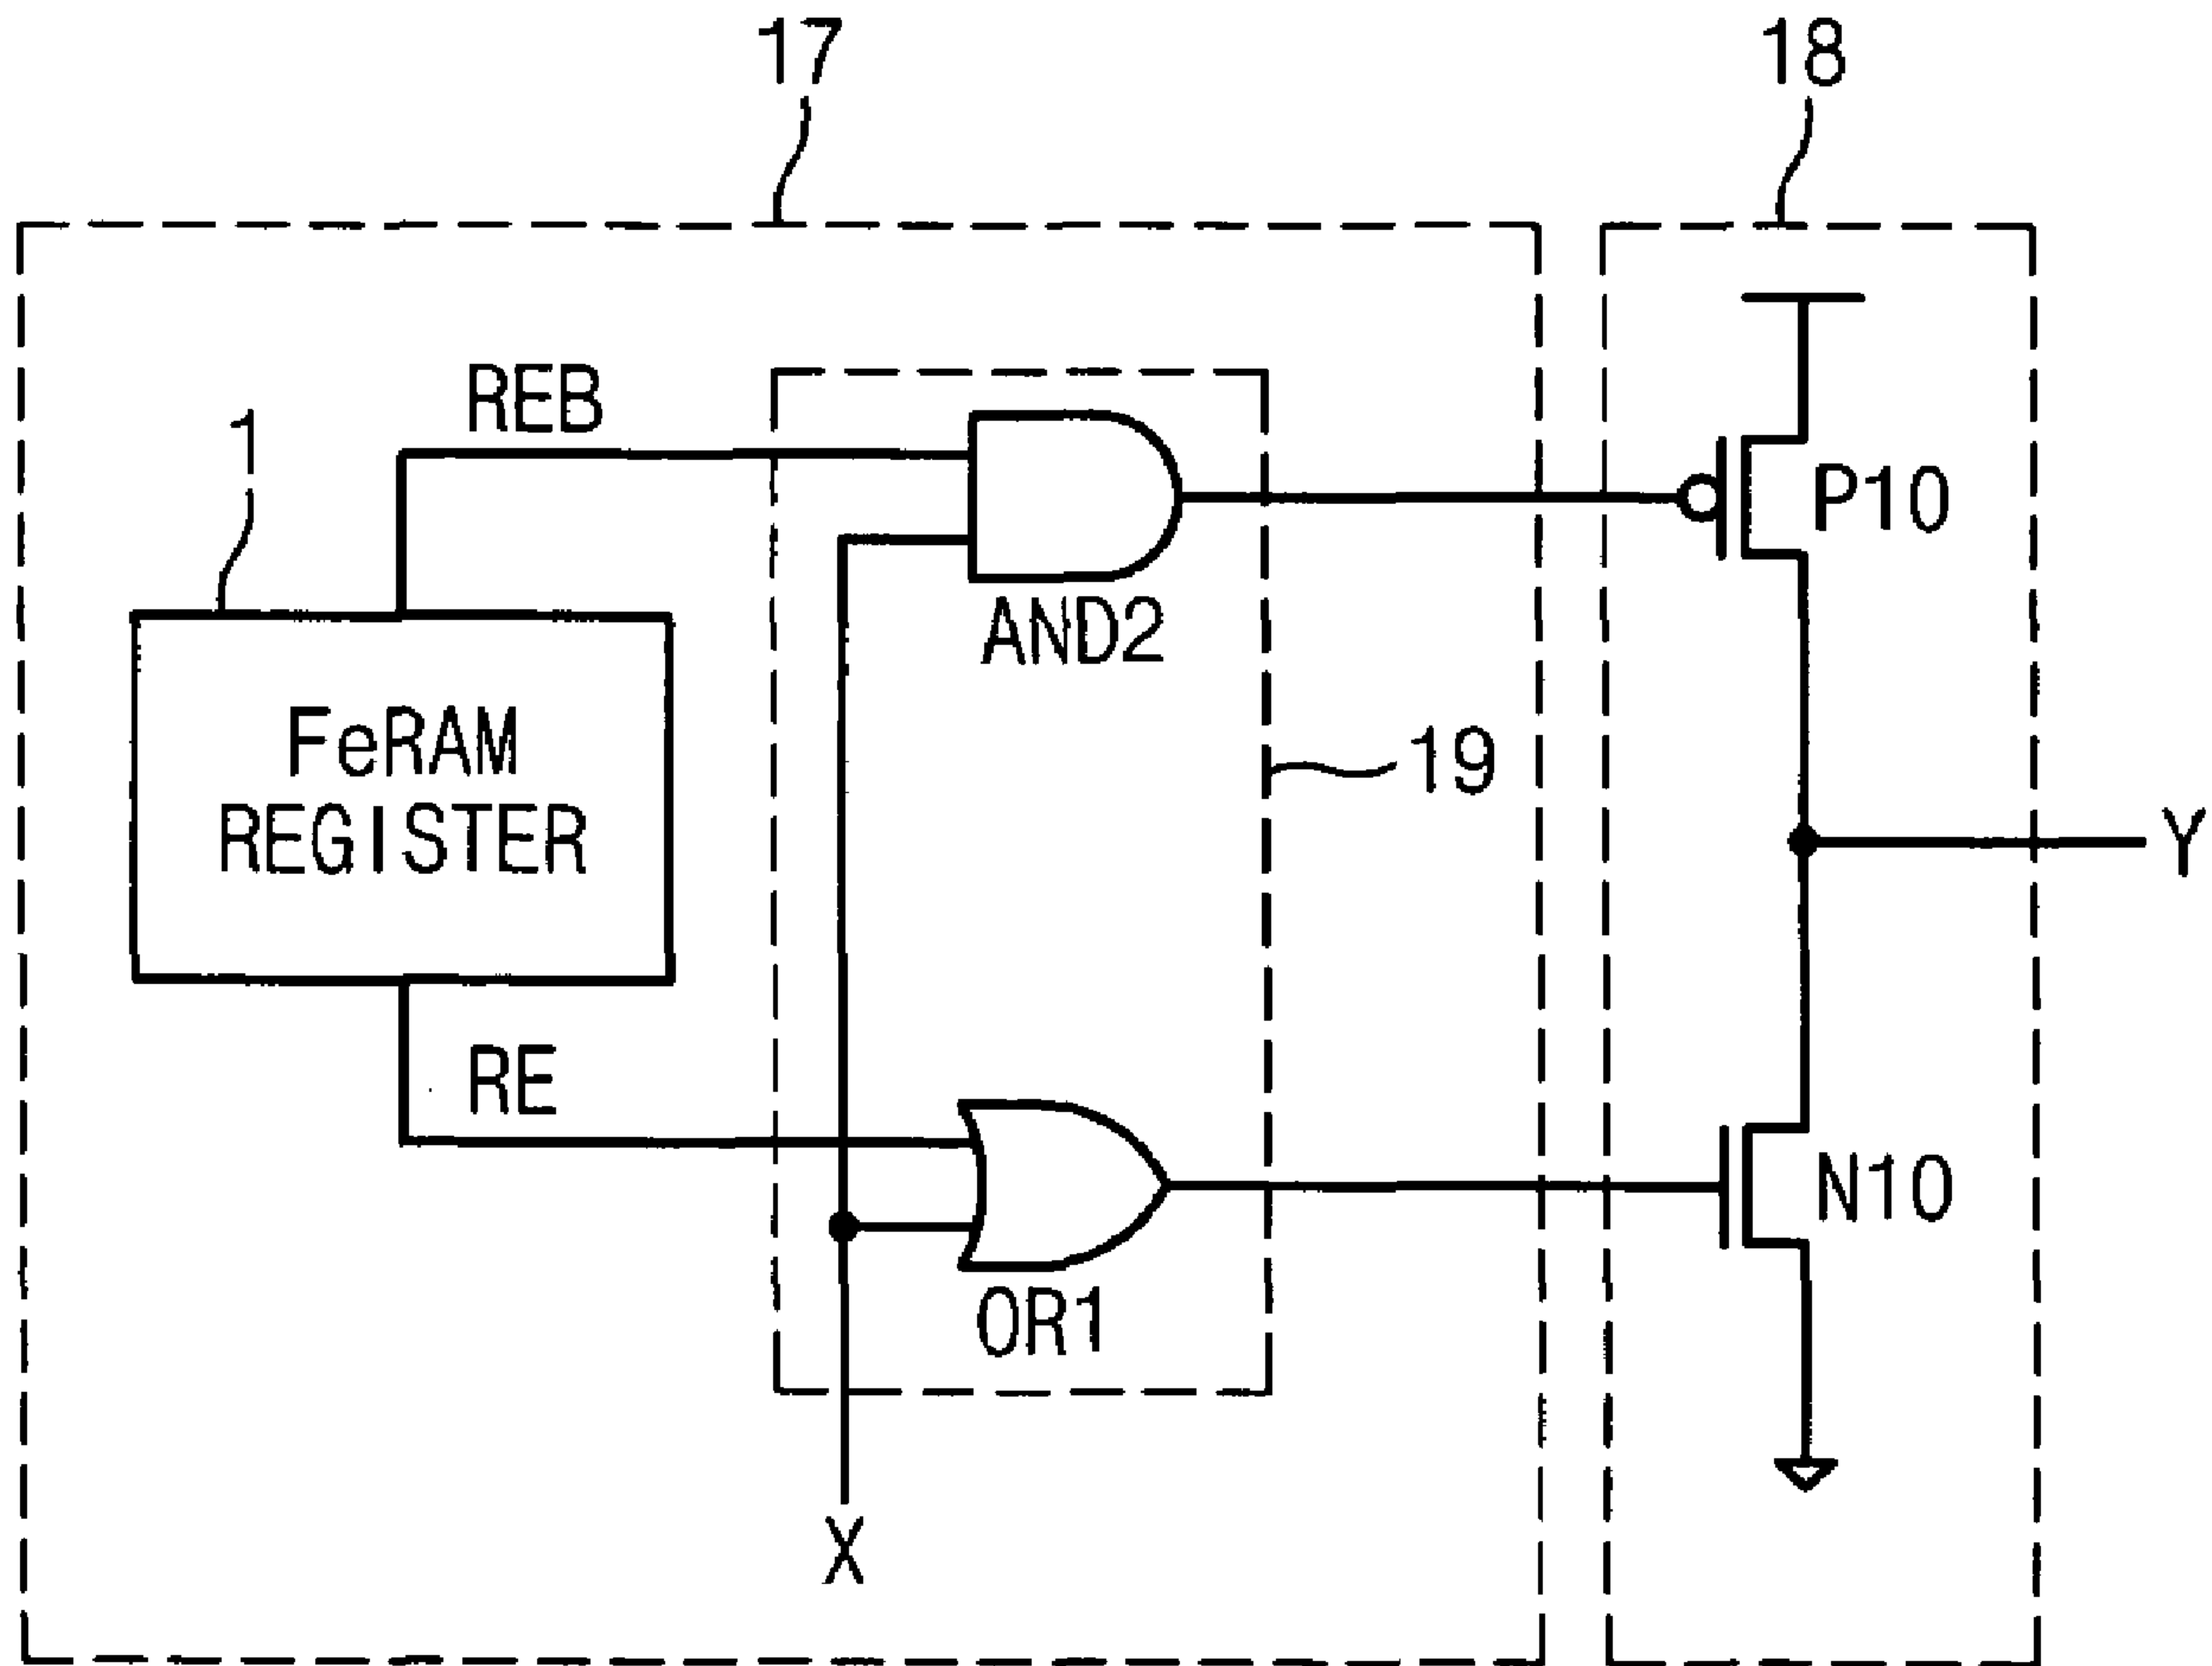 17
18
REB
1
P10
AND2
FeRAM
REGISTER
19
Y
RE
N10
OR1
X